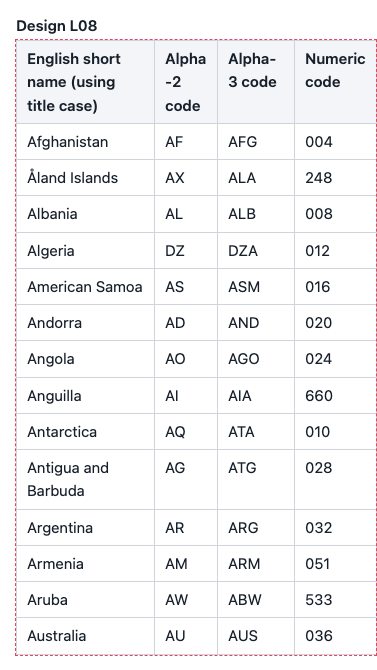 Design L08
English short name (using title case) Alpha-2 code Alpha-3 code Numeric code
Afghanistan AF AFG 004
Åland Islands AX ALA 248
Albania AL ALB 008
Algeria DZ DZA 012
American Samoa AS ASM 016
Andorra AD AND 020
Angola AO AGO 024
Anguilla AI AIA 660
Antarctica AQ ATA 010
Antigua and Barbuda AG ATG 028
Argentina AR ARG 032
Armenia AM ARM 051
Aruba AW ABW 533
Australia AU AUS 036